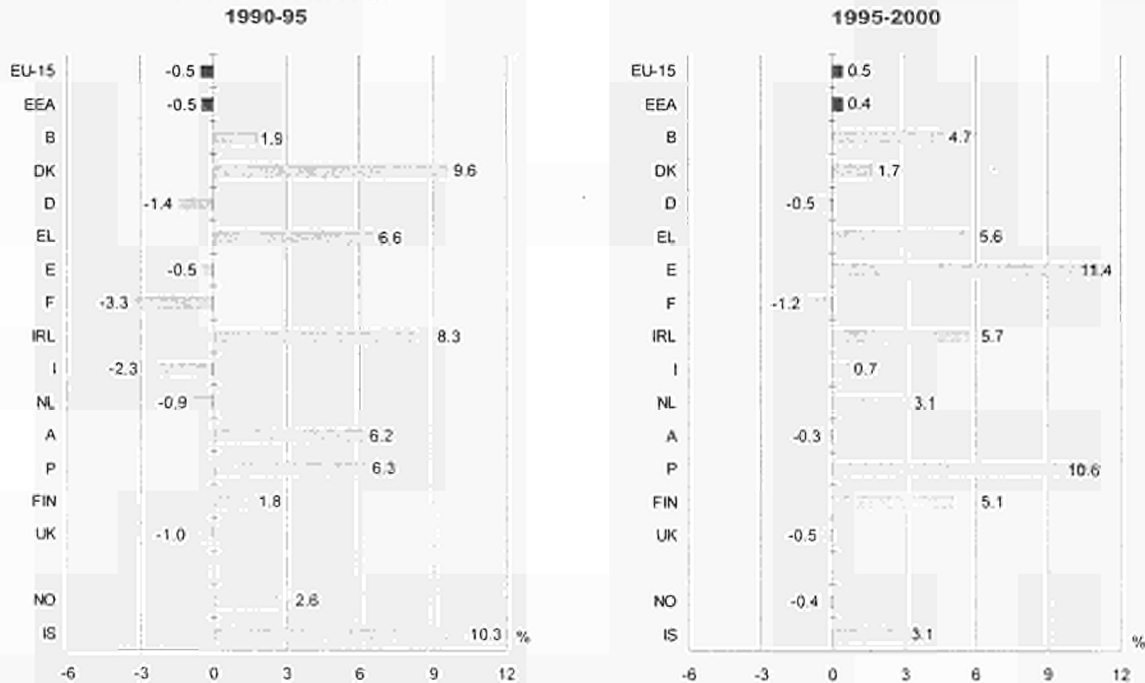 1990-95
EU-15 -0.5
EEA -0.5
B 1.9
DK 9.6
D -1.4
EL 6.6
E -0.5
F -3.3
IRL 8.3
I -2.3
NL -0.9
A 6.2
P 6.3
FIN 1.8
UK -1.0
NO 2.6
IS 10.3 %
-6 -3 0 3 6 9 12
1995-2000
EU-15 0.5
EEA 0.4
B 4.7
DK 1.7
D -0.5
EL 5.6
E 11.4
F -1.2
IRL 5.7
I 0.7
NL 3.1
A -0.3
P 10.6
FIN 5.1
UK -0.5
NO -0.4
IS 3.1 %
-6 -3 0 3 6 9 12